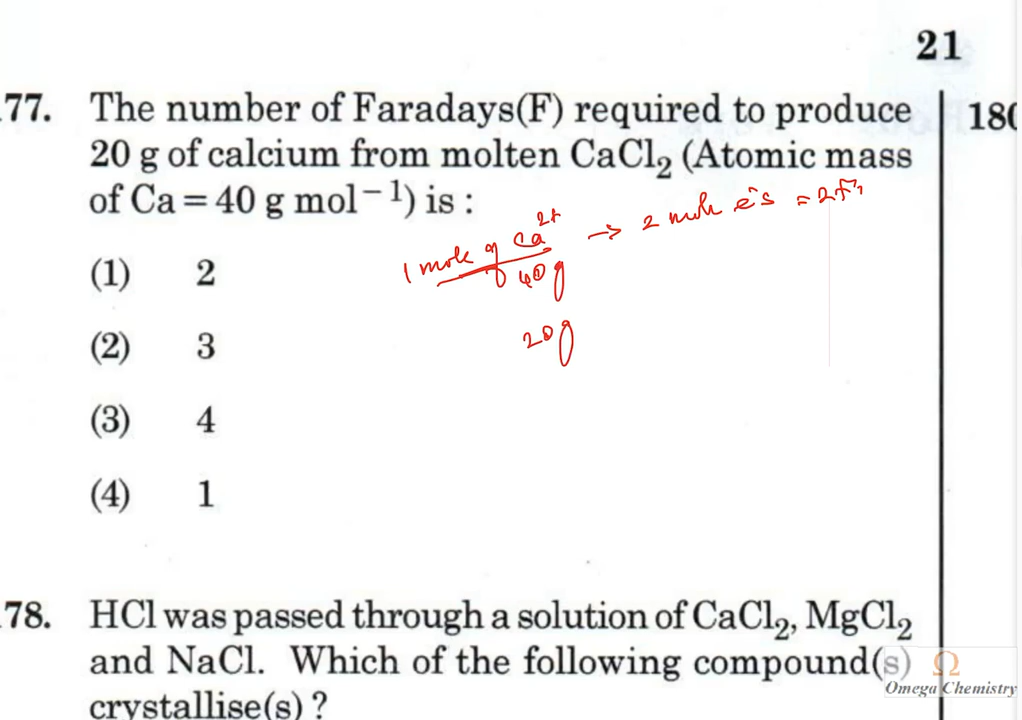 21
77. The number of Faradays(F) required to produce
20 g of calcium from molten CaCl₂ (Atomic mass
of Ca = 40 g mol⁻¹) is :
1 mole of Ca²⁺ → 2 mole e⁻s = 2F
40g
20g
(1) 2
(2) 3
(3) 4
(4) 1
180
78. HCl was passed through a solution of CaCl₂, MgCl₂
and NaCl. Which of the following compound(s)
crystallise(s) ?
Ω
Omega Chemistry